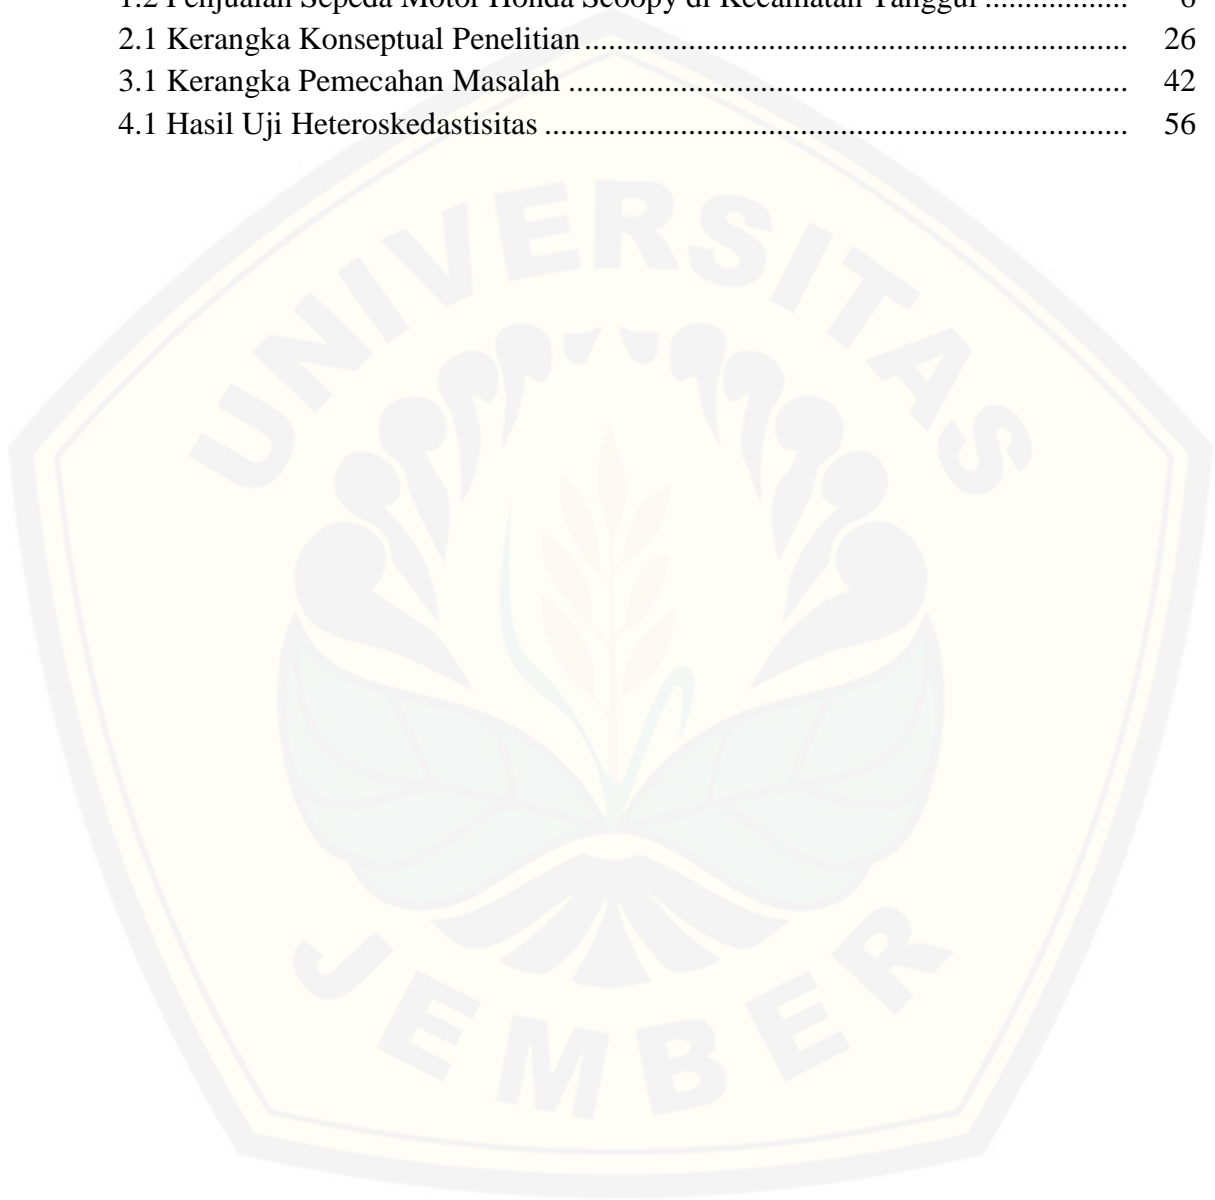 1.2 Penjualan Sepeda Motor Honda Scoopy di Kecamatan Tanggul ................. 6
2.1 Kerangka Konseptual Penelitian .................................................................... 26
3.1 Kerangka Pemecahan Masalah ...................................................................... 42
4.1 Hasil Uji Heteroskedastisitas ......................................................................... 56
UNIVERSITAS
JEMBER